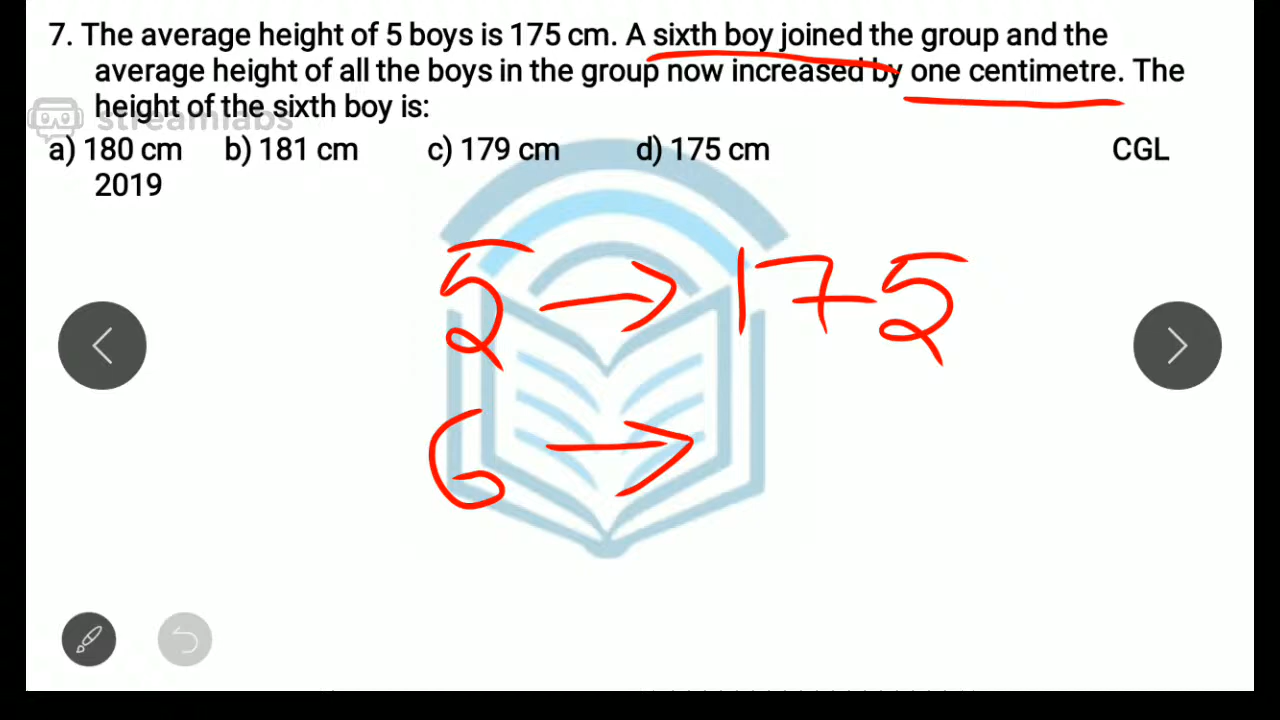 7. The average height of 5 boys is 175 cm. A sixth boy joined the group and the
average height of all the boys in the group now increased by one centimetre. The
height of the sixth boy is:
streamlabs
a) 180 cm b) 181 cm c) 179 cm d) 175 cm CGL
2019
5 → 175
6 →